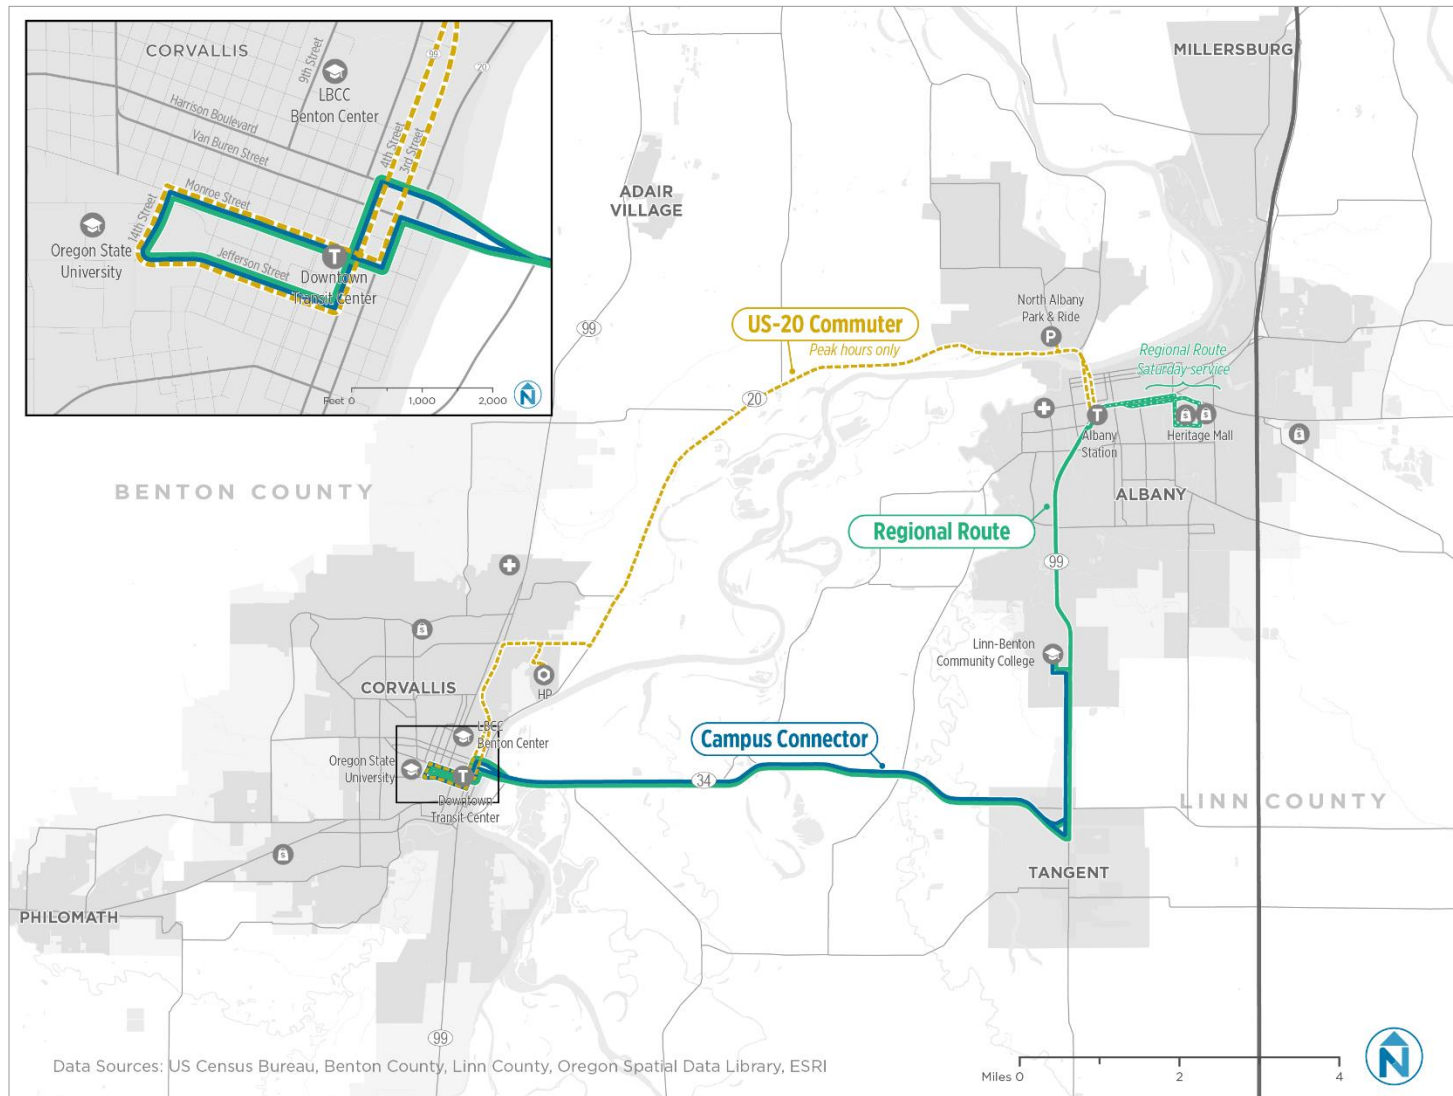 CORVALLIS
9th Street
LBCC
Benton Center
99
20
Harrison Boulevard
Van Buren Street
4th Street
3rd Street
Monroe Street
14th Street
Oregon State
University
Jefferson Street
Downtown
Transit Center
Feet 0
1,000
2,000
N
MILLERSBURG
ADAIR
VILLAGE
99
North Albany
Park & Ride
P
US-20 Commuter
Peak hours only
Regional Route
Saturday service
20
T
Albany
Station
Heritage Mall
ALBANY
BENTON COUNTY
Regional Route
99
Linn-Benton
Community College
CORVALLIS
HP
LBCC
Benton Center
Oregon State
University
T
Downtown
Transit Center
Campus Connector
34
LINN COUNTY
TANGENT
PHILOMATH
99
Data Sources: US Census Bureau, Benton County, Linn County, Oregon Spatial Data Library, ESRI
Miles 0
2
4
N